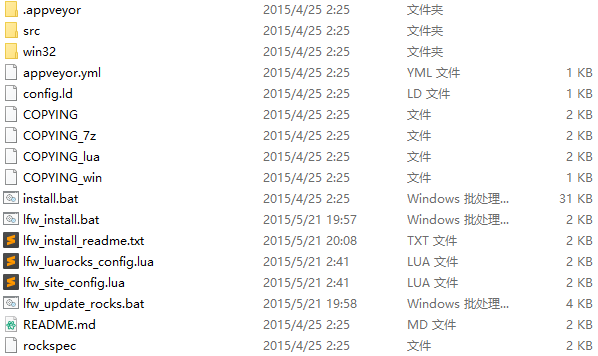 .appveyor 2015/4/25 2:25 文件夹
src 2015/4/25 2:25 文件夹
win32 2015/4/25 2:25 文件夹
appveyor.yml 2015/4/25 2:25 YML 文件 1 KB
config.ld 2015/4/25 2:25 LD 文件 1 KB
COPYING 2015/4/25 2:25 文件 2 KB
COPYING_7z 2015/4/25 2:25 文件 2 KB
COPYING_lua 2015/4/25 2:25 文件 2 KB
COPYING_win 2015/4/25 2:25 文件 1 KB
install.bat 2015/4/25 2:25 Windows 批处理... 31 KB
lfw_install.bat 2015/5/21 19:57 Windows 批处理... 2 KB
lfw_install_readme.txt 2015/5/21 20:08 TXT 文件 2 KB
lfw_luarocks_config.lua 2015/5/21 2:41 LUA 文件 2 KB
lfw_site_config.lua 2015/5/21 2:41 LUA 文件 2 KB
lfw_update_rocks.bat 2015/5/21 19:58 Windows 批处理... 4 KB
README.md 2015/4/25 2:25 MD 文件 2 KB
rockspec 2015/4/25 2:25 文件 2 KB